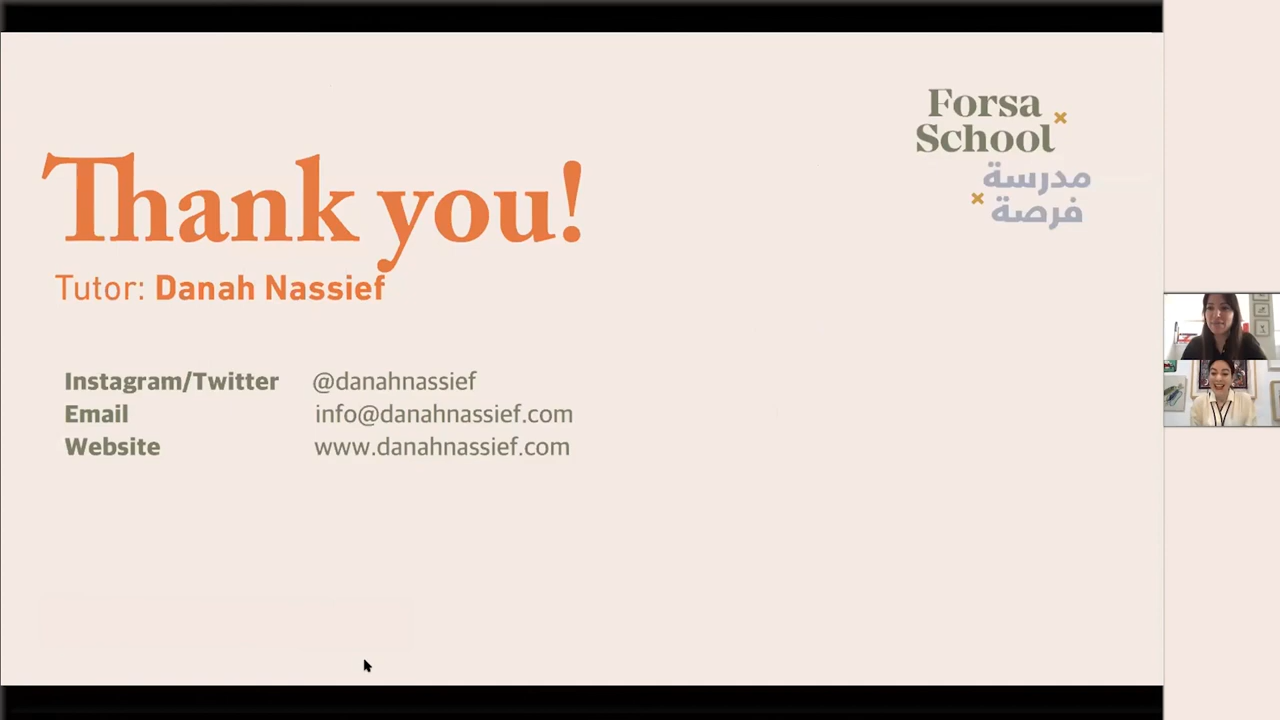 Forsa
School
مدرسة
فرصة
Thank you!
Tutor: Danah Nassief
Instagram/Twitter @danahnassief
Email info@danahnassief.com
Website www.danahnassief.com